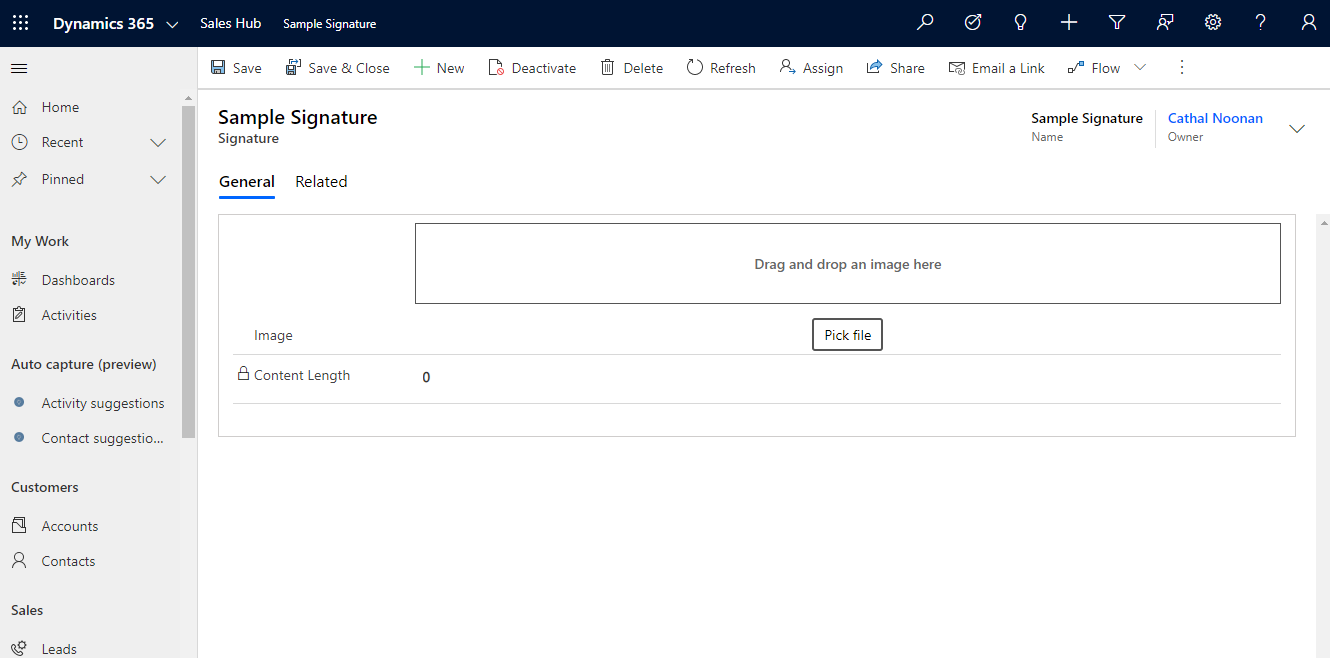 Dynamics 365 Sales Hub Sample Signature
Save Save & Close New Deactivate Delete Refresh Assign Share Email a Link Flow
Home
Recent
Pinned
My Work
Dashboards
Activities
Auto capture (preview)
Activity suggestions
Contact suggestio...
Customers
Accounts
Contacts
Sales
Leads
Sample Signature
Signature
Sample Signature
Name
Cathal Noonan
Owner
General Related
Drag and drop an image here
Image Pick file
Content Length 0